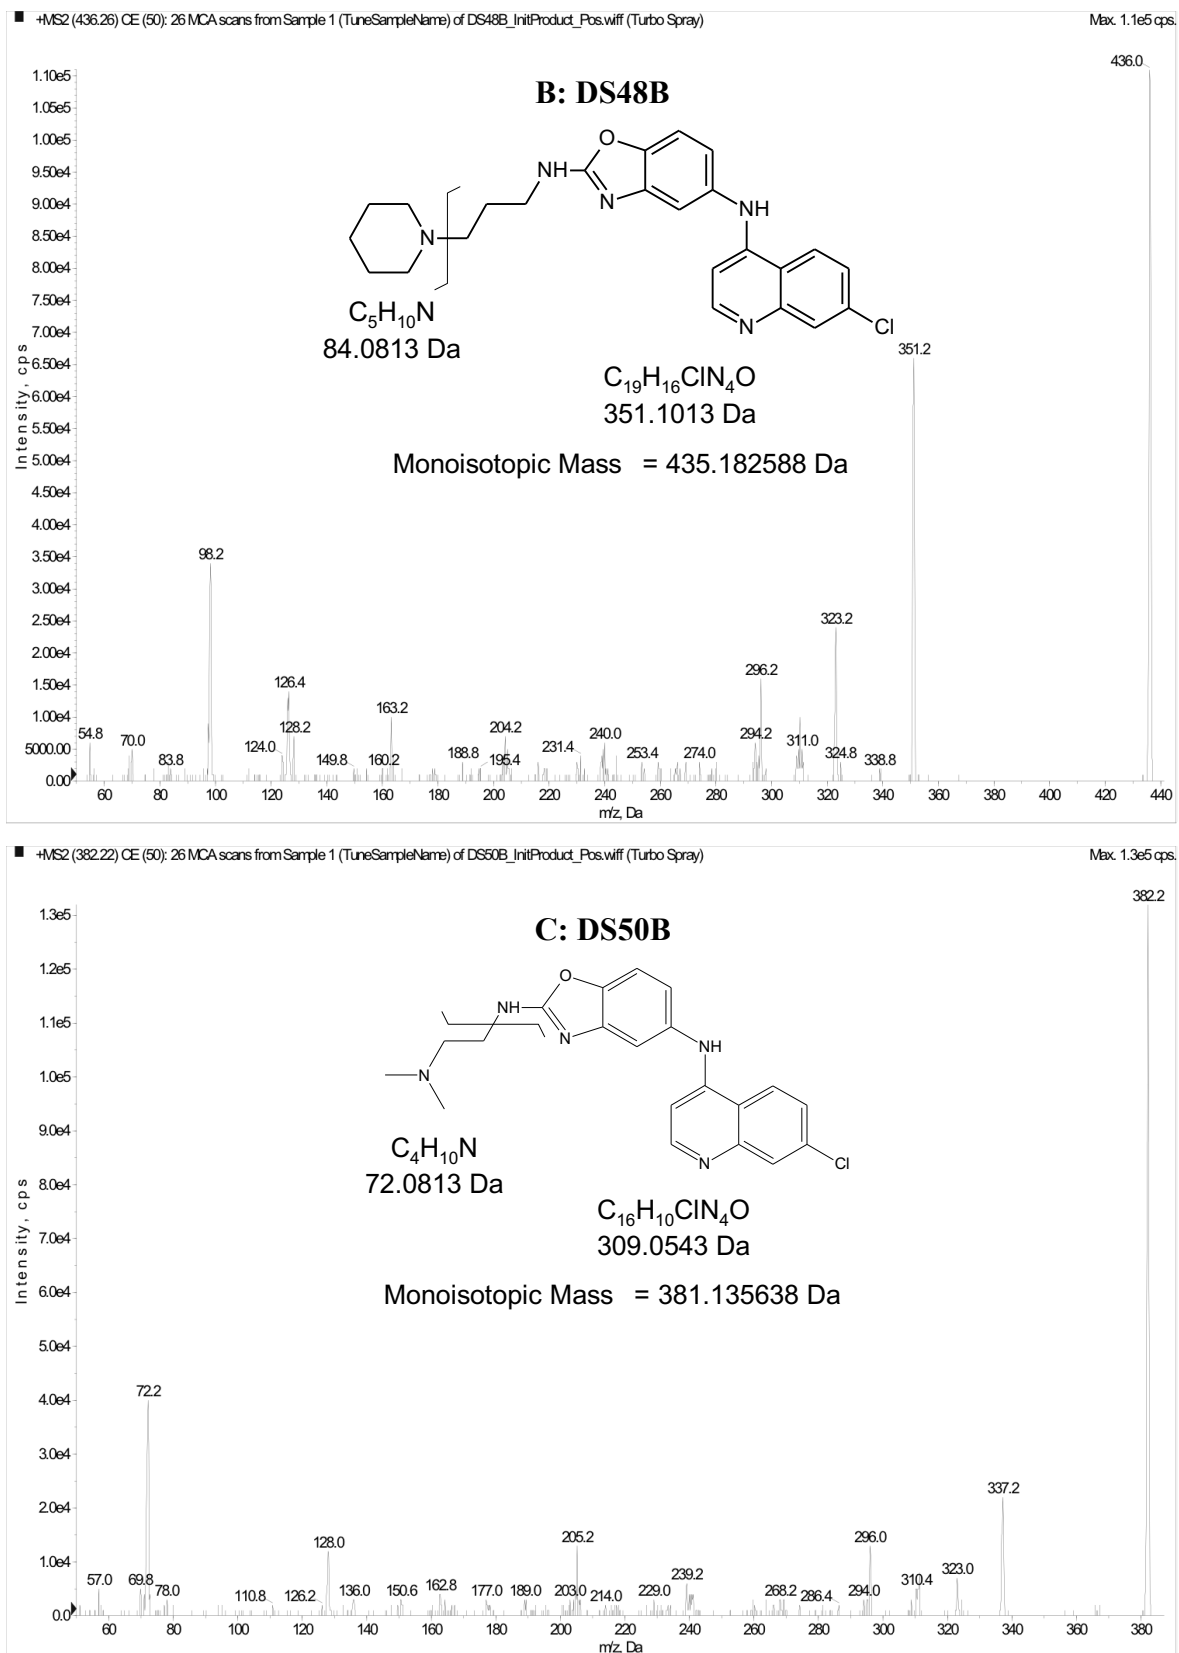 +MS2 (436.26) CE (50): 26 MCA scans from Sample 1 (TuneSampleName) of DS48B_InitProduct_Pos.wiff (Turbo Spray) Max. 1.1e5 cps.
436.0
B: DS48B
1.10e5
1.05e5
1.00e5
9.50e4
9.00e4
8.50e4
8.00e4
7.50e4
7.00e4
6.50e4
6.00e4
5.50e4
5.00e4
4.50e4
4.00e4
3.50e4
3.00e4
2.50e4
2.00e4
1.50e4
1.00e4
5000.00
0.00
Intensity, cps
O
NH
N
NH
N
N
Cl
C5H10N
84.0813 Da
C19H16ClN4O
351.1013 Da
Monoisotopic Mass = 435.182588 Da
351.2
98.2
323.2
296.2
126.4
163.2
128.2
204.2
54.8
70.0
83.8
124.0
149.8
160.2
188.8
195.4
231.4
240.0
253.4
274.0
294.2
311.0
324.8
338.8
60 80 100 120 140 160 180 200 220 240 260 280 300 320 340 360 380 400 420 440
m/z, Da
+MS2 (382.22) CE (50): 26 MCA scans from Sample 1 (TuneSampleName) of DS50B_InitProduct_Pos.wiff (Turbo Spray) Max. 1.3e5 cps.
382.2
C: DS50B
1.3e5
1.2e5
1.1e5
1.0e5
9.0e4
8.0e4
7.0e4
6.0e4
5.0e4
4.0e4
3.0e4
2.0e4
1.0e4
0.0
Intensity, cps
O
NH
N
NH
N
N
Cl
C4H10N
72.0813 Da
C16H10ClN4O
309.0543 Da
Monoisotopic Mass = 381.135638 Da
72.2
337.2
128.0
205.2
296.0
57.0
69.8
78.0
110.8
126.2
136.0
150.6
162.8
177.0
189.0
203.0
214.0
229.0
239.2
268.2
286.4
294.0
310.4
323.0
60 80 100 120 140 160 180 200 220 240 260 280 300 320 340 360 380
m/z, Da